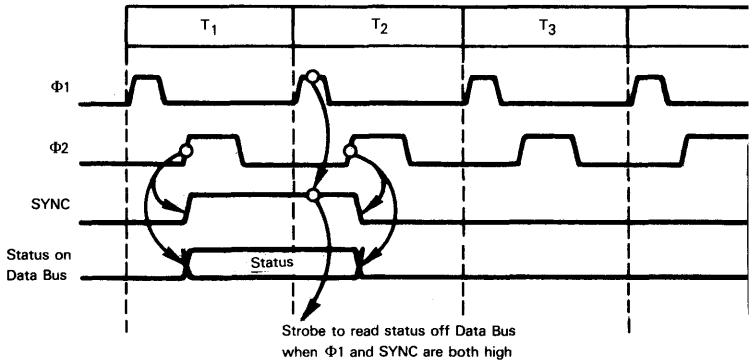 T₁ T₂ T₃
Φ1
Φ2
SYNC
Status on
Data Bus
Status
Strobe to read status off Data Bus
when Φ1 and SYNC are both high